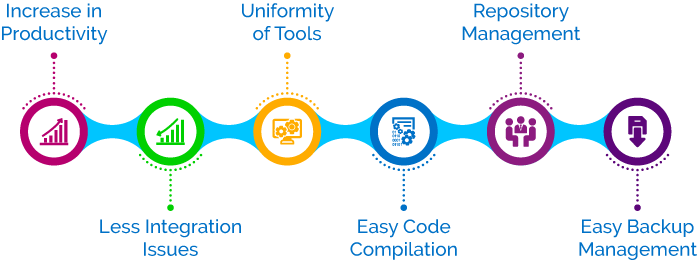 Increase in
Productivity
Uniformity
of Tools
Repository
Management
Less Integration
Issues
Easy Code
Compilation
Easy Backup
Management